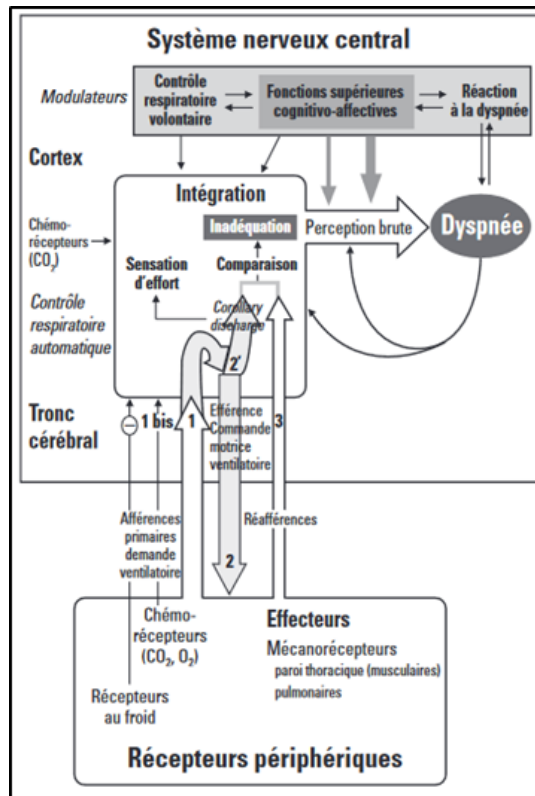 Système nerveux central
Modulateurs
Contrôle
respiratoire
volontaire
Fonctions supérieures
cognitivo-affectives
Réaction
à la dyspnée
Cortex
Intégration
Chémo-
récepteurs
(CO2)
Inadéquation
Perception brute
Dyspnée
Sensation
d'effort
Comparaison
Contrôle
respiratoire
automatique
Corollary
discharge
2'
Tronc
cérébral
1 bis
1
Efférence
Commande
motrice
ventilatoire
3
Afférences
primaires
demande
ventilatoire
Réafférences
2
Chémo-
récepteurs
(CO2, O2)
Récepteurs
au froid
Effecteurs
Mécanorécepteurs
paroi thoracique (musculaires)
pulmonaires
Récepteurs périphériques